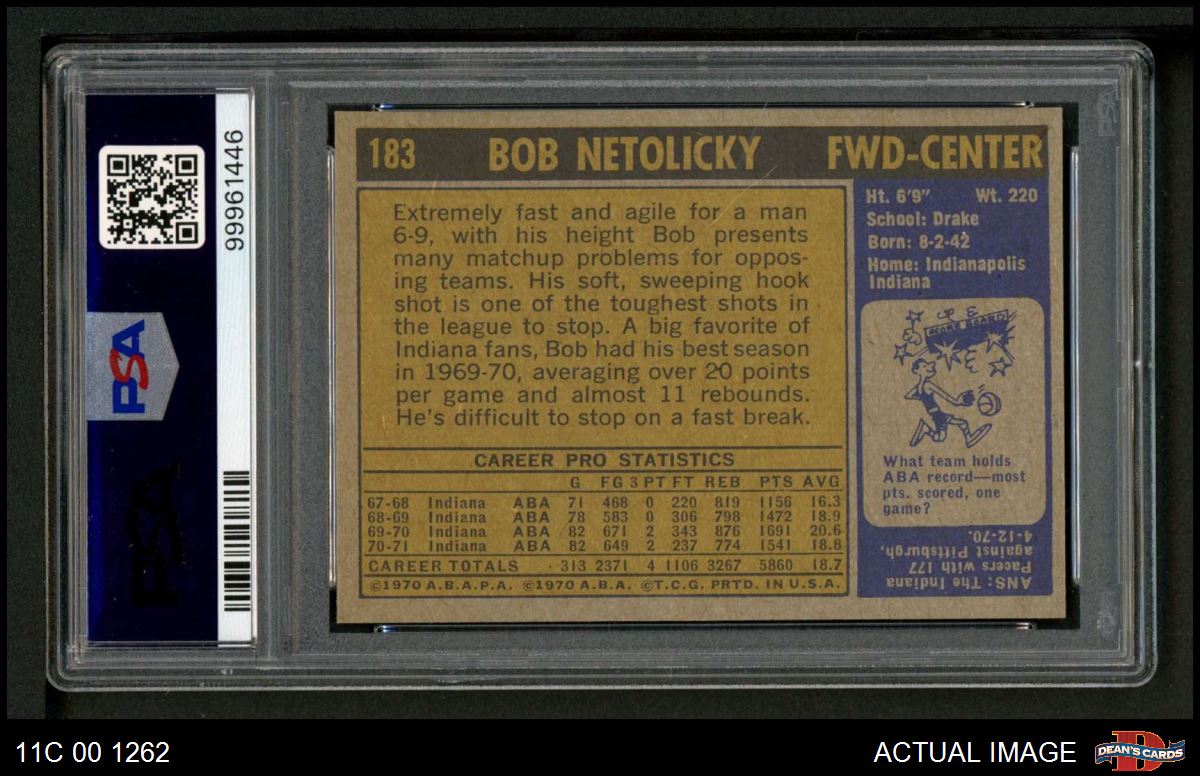 99961446
PSA
PSA
183 BOB NETOLICKY FWD-CENTER
Extremely fast and agile for a man
6-9, with his height Bob presents
many matchup problems for oppos-
ing teams. His soft, sweeping hook
shot is one of the toughest shots in
the league to stop. A big favorite of
Indiana fans, Bob had his best season
in 1969-70, averaging over 20 points
per game and almost 11 rebounds.
He's difficult to stop on a fast break.
CAREER PRO STATISTICS
G FG 3 PT FT REB PTS AVG
67-68 Indiana ABA 71 468 0 220 819 1156 16.3
68-69 Indiana ABA 78 583 0 306 798 1472 18.9
69-70 Indiana ABA 82 671 2 343 876 1691 20.6
70-71 Indiana ABA 82 649 2 237 774 1541 18.8
CAREER TOTALS 313 2371 4 1106 3267 5860 18.7
©1970 A.B.A.P.A. ©1970 A.B.A. ©T.C.G. PRTD. IN U.S.A.
Ht. 6'9" Wt. 220
School: Drake
Born: 8-2-42
Home: Indianapolis
Indiana
SCORE BOARD
What team holds
ABA record—most
pts. scored, one
game?
ANS: The Indiana
Pacers with 177
against Pittsburgh,
4-12-70.
11C 00 1262
ACTUAL IMAGE
DEAN'S CARDS